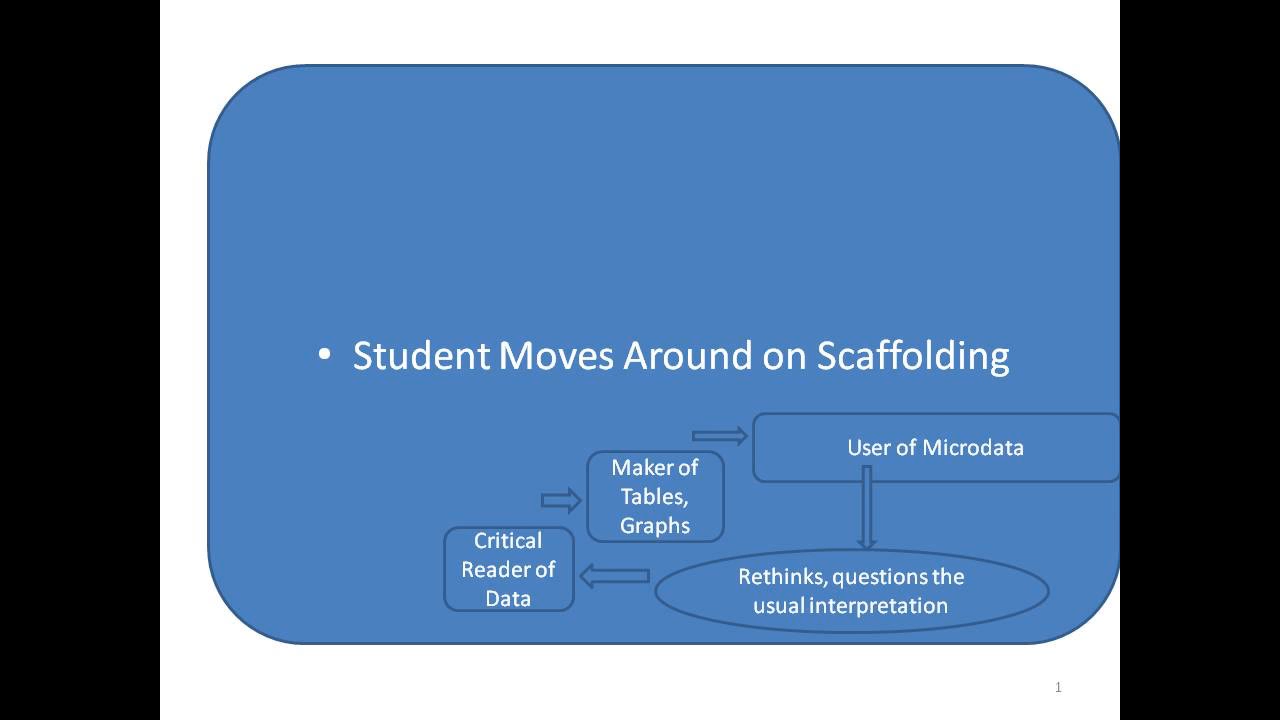 • Student Moves Around on Scaffolding
User of Microdata
Maker of
Tables,
Graphs
Critical
Reader of
Data
Rethinks, questions the
usual interpretation
1